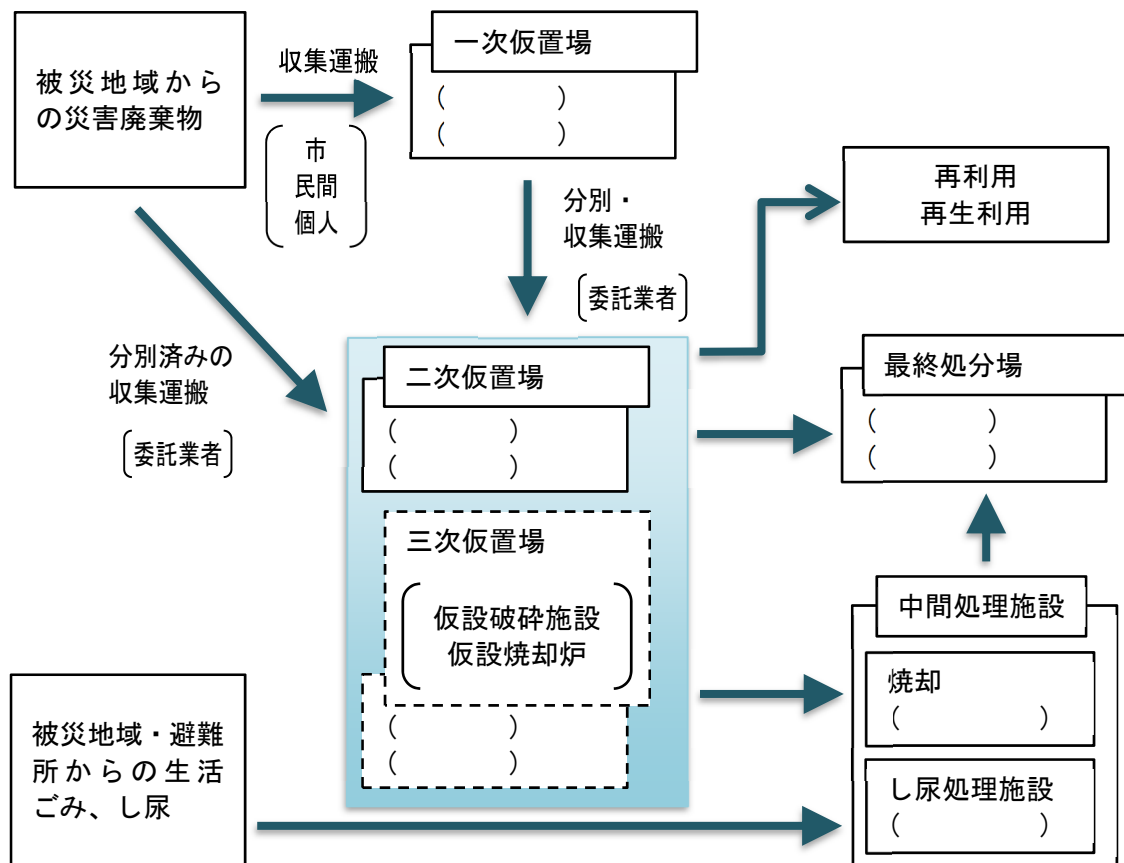 被災地域から
の災害廃棄物
収集運搬
市
民間
個人
一次仮置場
(　　　　)
(　　　　)
分別・
収集運搬
委託業者
再利用
再生利用
分別済みの
収集運搬
委託業者
二次仮置場
(　　　　)
(　　　　)
最終処分場
(　　　　)
(　　　　)
三次仮置場
仮設破砕施設
仮設焼却炉
(　　　　)
(　　　　)
中間処理施設
焼却
(　　　　)
し尿処理施設
(　　　　)
被災地域・避難
所からの生活
ごみ、し尿